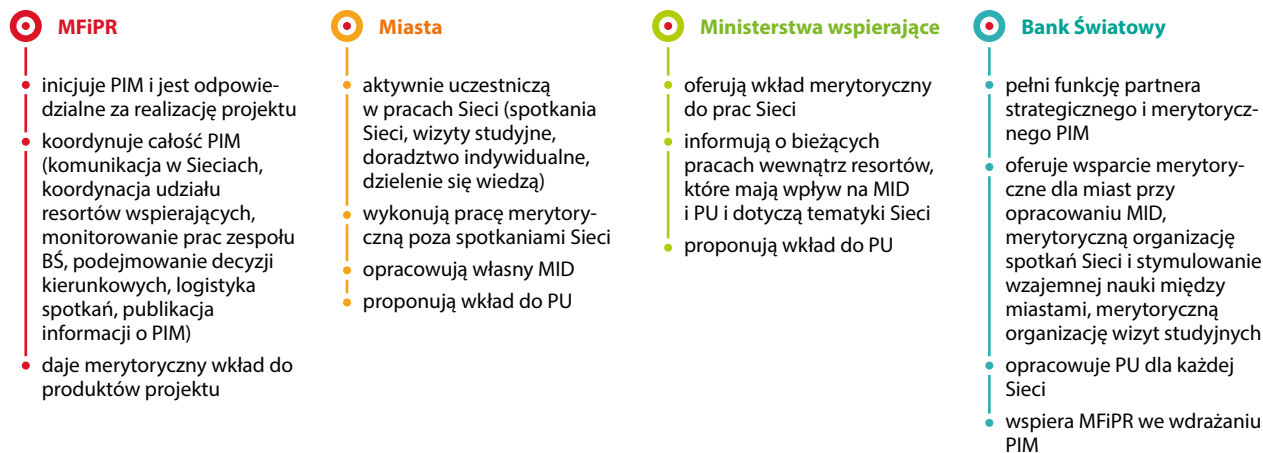 MFiPR
inicjuje PIM i jest odpowie-
dzialne za realizację projektu
koordynuje całość PIM
(komunikacja w Sieciach,
koordynacja udziału
resortów wspierających,
monitorowanie prac zespołu
BŚ, podejmowanie decyzji
kierunkowych, logistyka
spotkań, publikacja
informacji o PIM)
daje merytoryczny wkład do
produktów projektu
Miasta
aktywnie uczestniczą
w pracach Sieci (spotkania
Sieci, wizyty studyjne,
doradztwo indywidualne,
dzielenie się wiedzą)
wykonują pracę merytory-
czną poza spotkaniami Sieci
opracowują własny MID
proponują wkład do PU
Ministerstwa wspierające
oferują wkład merytoryczny
do prac Sieci
informują o bieżących
pracach wewnątrz resortów,
które mają wpływ na MID
i PU i dotyczą tematyki Sieci
proponują wkład do PU
Bank Światowy
pełni funkcję partnera
strategicznego i merytorycz-
nego PIM
oferuje wsparcie merytory-
czne dla miast przy
opracowaniu MID,
merytoryczną organizację
spotkań Sieci i stymulowanie
wzajemnej nauki między
miastami, merytoryczną
organizację wizyt studyjnych
opracowuje PU dla każdej
Sieci
wspiera MFiPR we wdrażaniu
PIM